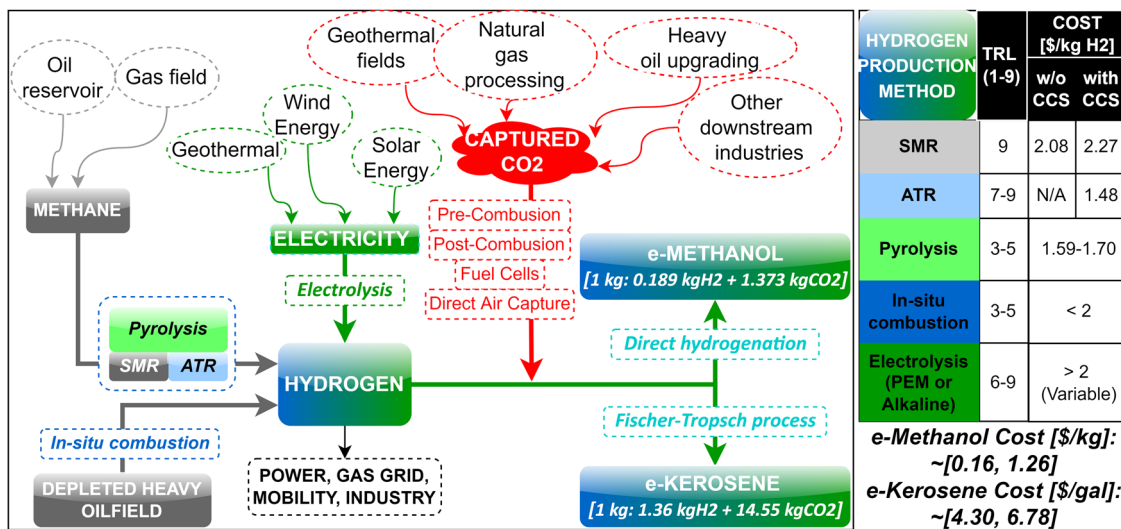 Oil
reservoir
Gas field
METHANE
Geothermal
Wind
Energy
Solar
Energy
ELECTRICITY
Electrolysis
Geothermal
fields
Natural
gas
processing
Heavy
oil upgrading
Other
downstream
industries
CAPTURED
CO2
Pre-Combusion
Post-Combusion
Fuel Cells
Direct Air Capture
Pyrolysis
SMR
ATR
HYDROGEN
In-situ combustion
DEPLETED HEAVY
OILFIELD
POWER, GAS GRID,
MOBILITY, INDUSTRY
e-METHANOL
[1 kg: 0.189 kgH2 + 1.373 kgCO2]
Direct hydrogenation
Fischer-Tropsch process
e-KEROSENE
[1 kg: 1.36 kgH2 + 14.55 kgCO2]
HYDROGEN
PRODUCTION
METHOD
TRL
(1-9)
COST
[$/kg H2]
w/o
CCS
with
CCS
SMR 9 2.08 2.27
ATR 7-9 N/A 1.48
Pyrolysis 3-5 1.59-1.70
In-situ
combustion
3-5 < 2
Electrolysis
(PEM or
Alkaline)
6-9
> 2
(Variable)
e-Methanol Cost [$/kg]:
~[0.16, 1.26]
e-Kerosene Cost [$/gal]:
~[4.30, 6.78]